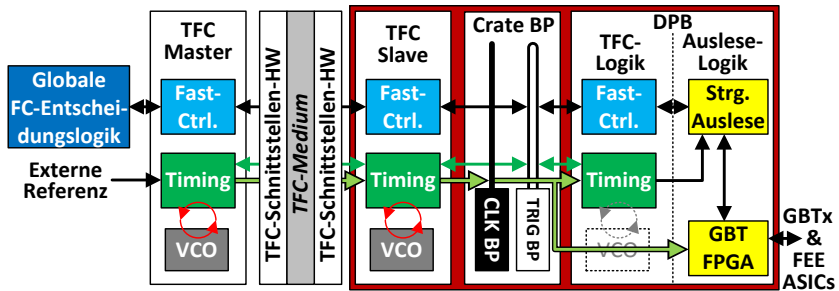 TFC
Master
TFC
Slave
Crate BP
DPB
TFC-
Logik
Auslese-
Logik
Globale
FC-Entschei-
dungslogik
Fast-
Ctrl.
TFC-Schnittstellen-HW
TFC-Medium
TFC-Schnittstellen-HW
Fast-
Ctrl.
Fast-
Ctrl.
Strg.
Auslese
Externe
Referenz
Timing
Timing
Timing
VCO
VCO
CLK BP
TRIG BP
VCO
GBT
FPGA
GBTx
&
FEE
ASICs